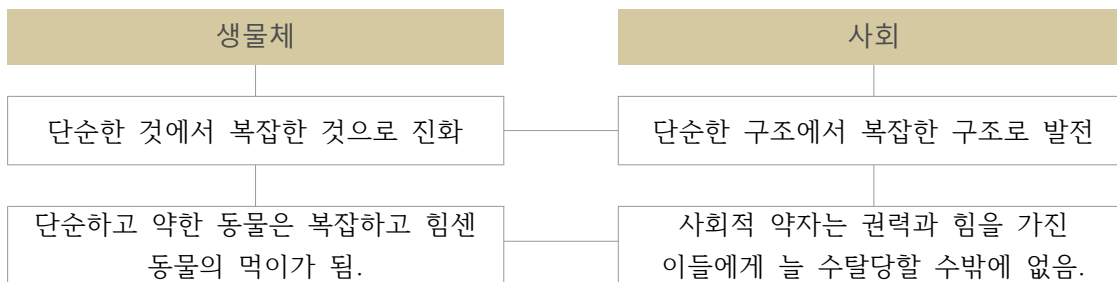 생물체
사회
단순한 것에서 복잡한 것으로 진화
단순한 구조에서 복잡한 구조로 발전
단순하고 약한 동물은 복잡하고 힘센
동물의 먹이가 됨.
사회적 약자는 권력과 힘을 가진
이들에게 늘 수탈당할 수밖에 없음.